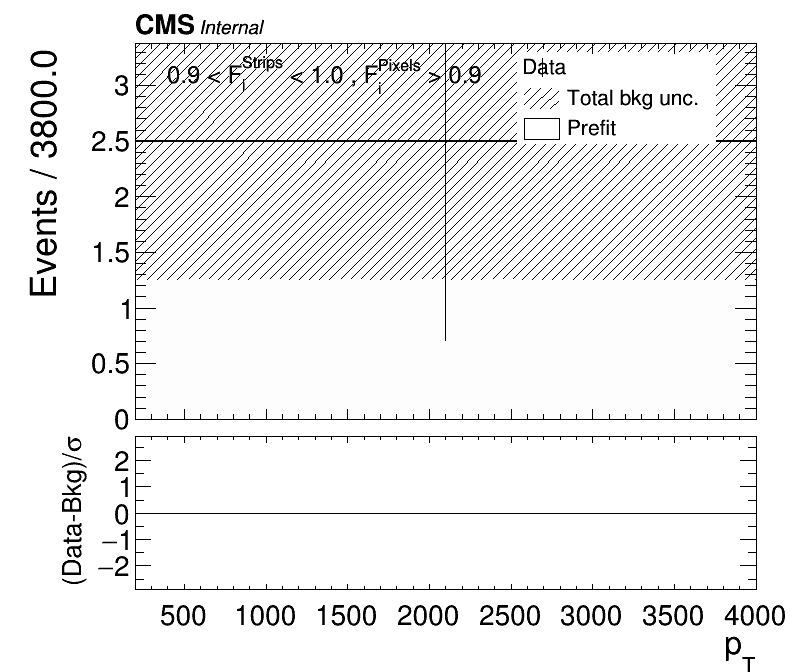 CMS Internal
Events / 3800.0
0.9 < F_i^Strips < 1.0 , F_i^Pixels > 0.9
Data
Total bkg unc.
Prefit
3
2.5
2
1.5
1
0.5
0
(Data-Bkg)/σ
2
1
0
−1
−2
500 1000 1500 2000 2500 3000 3500 4000
p_T